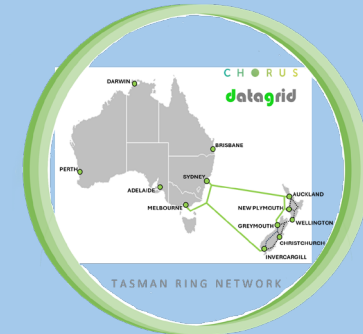 CHORUS
datagrid
DARWIN
BRISBANE
PERTH
SYDNEY
ADELAIDE
MELBOURNE
AUCKLAND
NEW PLYMOUTH
WELLINGTON
GREYMOUTH
CHRISTCHURCH
INVERCARGILL
TASMAN RING NETWORK